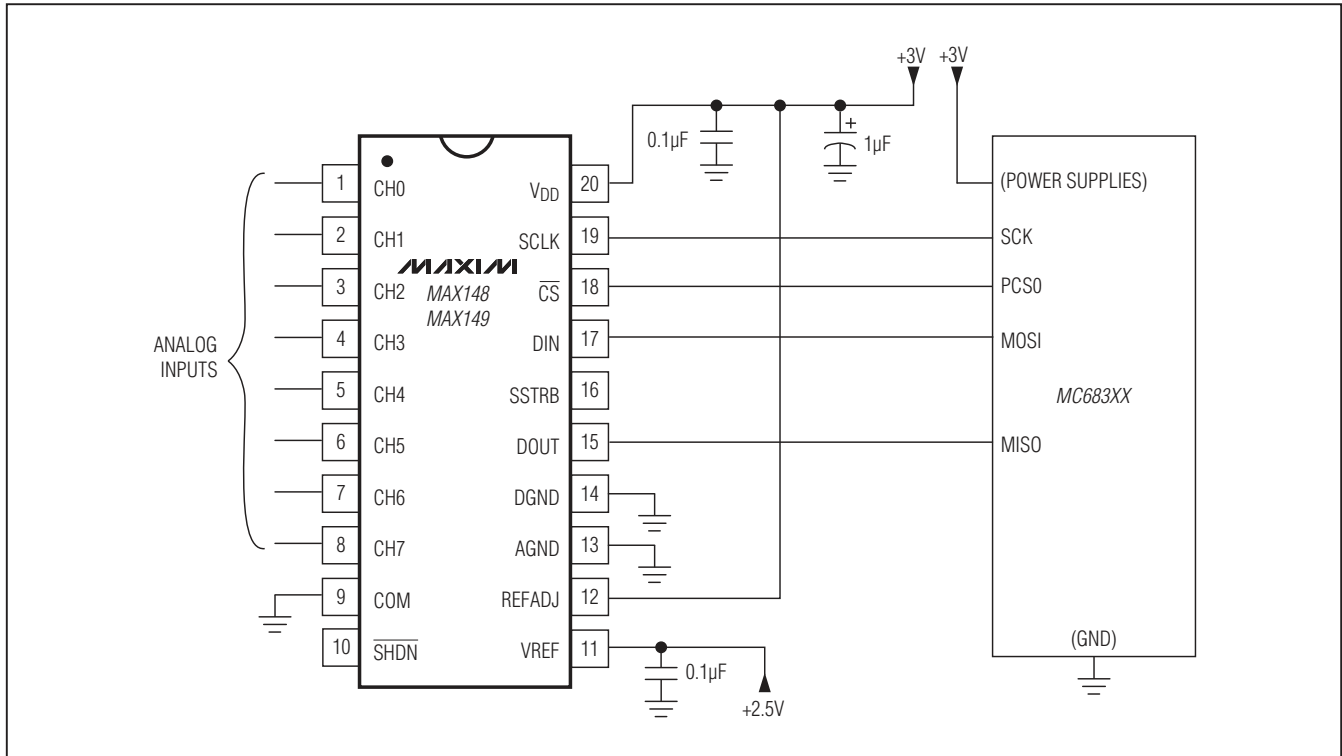 +3V +3V
0.1µF
+
1µF
1 CH0 VDD 20 (POWER SUPPLIES)
2 CH1 SCLK 19 SCK
MAXIM
3 CH2 MAX148 CS 18 PCS0
MAX149
4 CH3 DIN 17 MOSI
ANALOG
INPUTS
5 CH4 SSTRB 16
MC683XX
6 CH5 DOUT 15 MISO
7 CH6 DGND 14
8 CH7 AGND 13
9 COM REFADJ 12
10 SHDN VREF 11
(GND)
0.1µF
+2.5V